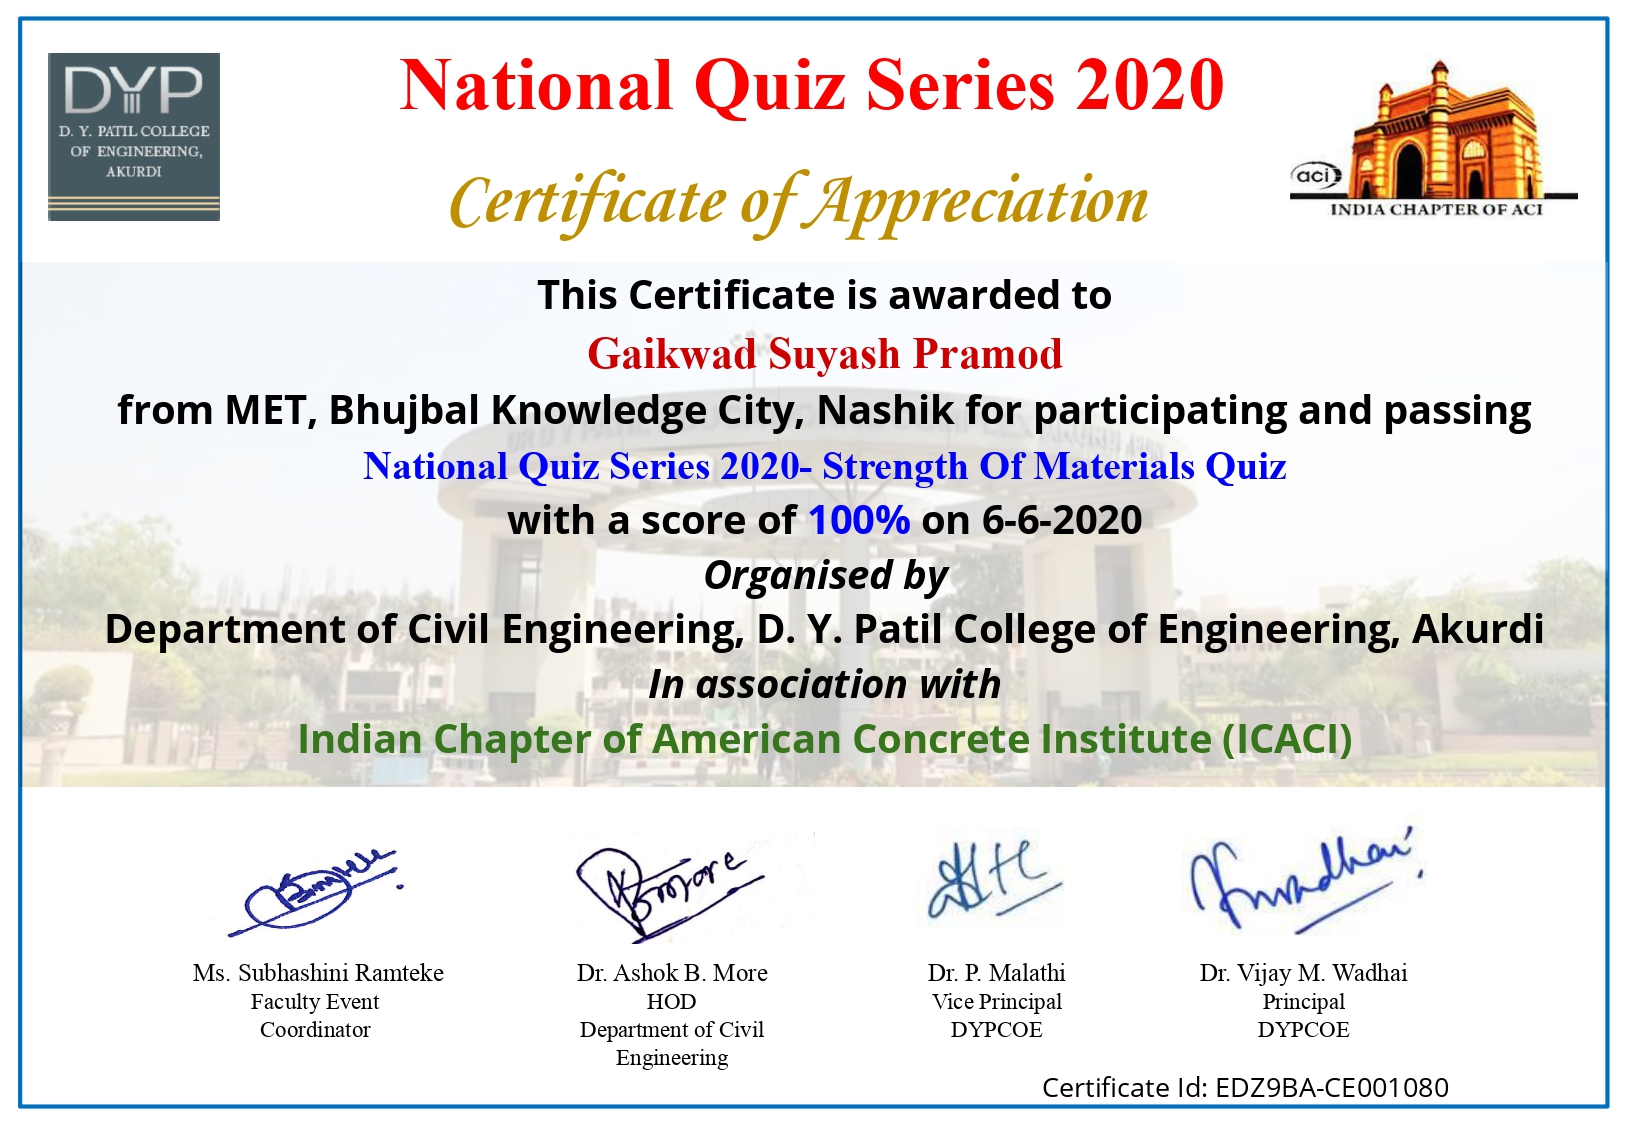 National Quiz Series 2020
DYP
D. Y. PATIL COLLEGE
OF ENGINEERING,
AKURDI
Certificate of Appreciation
aci
INDIA CHAPTER OF ACI
This Certificate is awarded to
Gaikwad Suyash Pramod
from MET, Bhujbal Knowledge City, Nashik for participating and passing
National Quiz Series 2020- Strength Of Materials Quiz
with a score of 100% on 6-6-2020
Organised by
Department of Civil Engineering, D. Y. Patil College of Engineering, Akurdi
In association with
Indian Chapter of American Concrete Institute (ICACI)
Ms. Subhashini Ramteke
Faculty Event
Coordinator
Dr. Ashok B. More
HOD
Department of Civil
Engineering
Dr. P. Malathi
Vice Principal
DYPCOE
Dr. Vijay M. Wadhai
Principal
DYPCOE
Certificate Id: EDZ9BA-CE001080